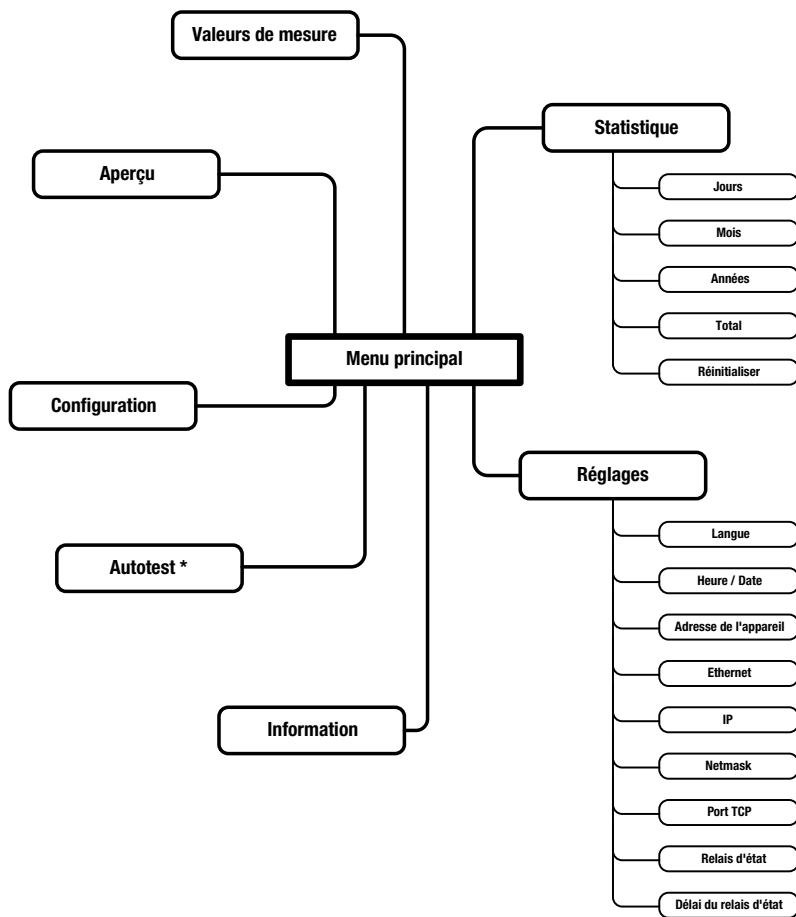 Valeurs de mesure
Statistique
Aperçu
Jours
Mois
Années
Total
Réinitialiser
Menu principal
Configuration
Réglages
Langue
Autotest *
Heure / Date
Adresse de l'appareil
Ethernet
Information
IP
Netmask
Port TCP
Relais d'état
Délai du relais d'état